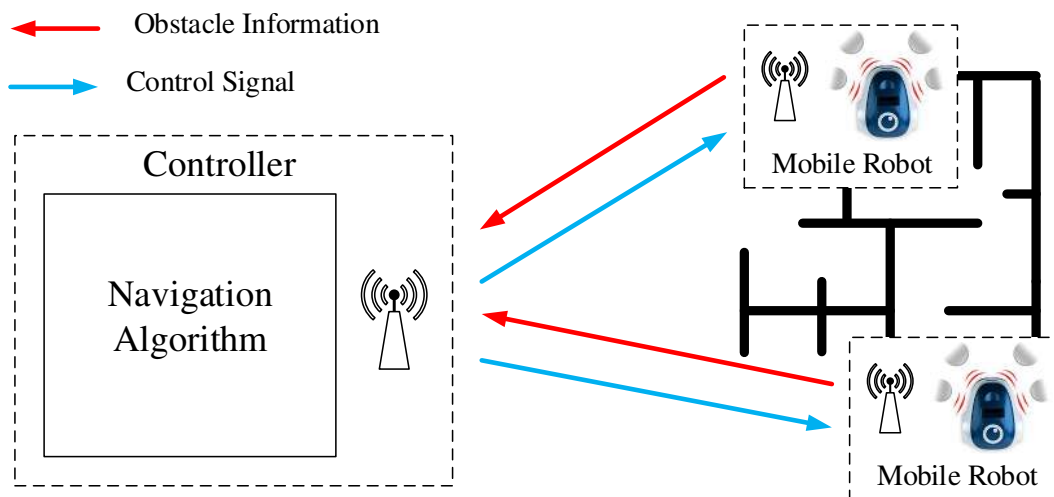 Obstacle Information
Control Signal
Controller
Navigation
Algorithm
Mobile Robot
Mobile Robot